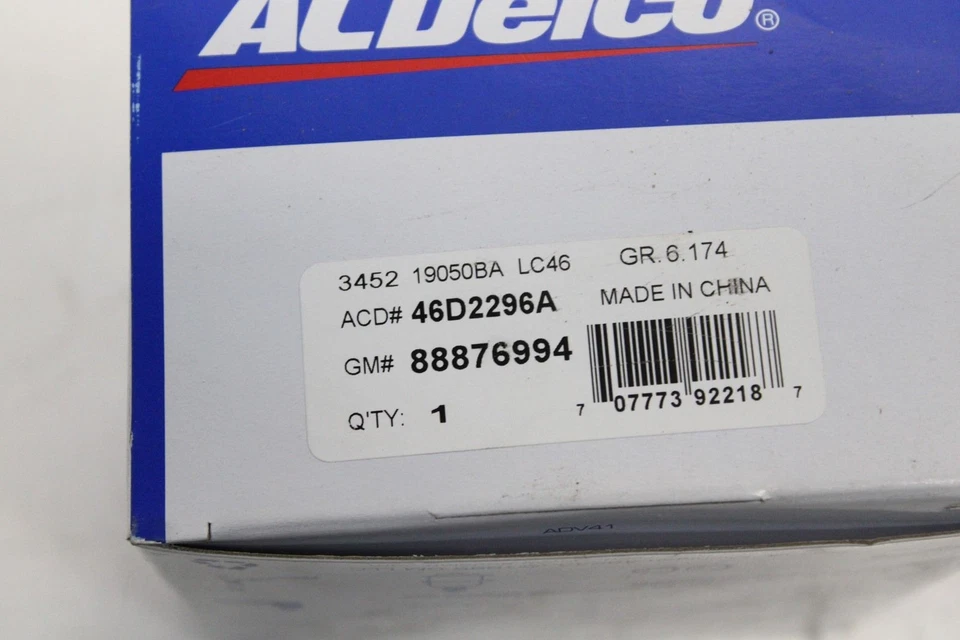 ACDelco®
3452 19050BA LC46 GR. 6.174
ACD# 46D2296A MADE IN CHINA
GM# 88876994
Q'TY: 1
7 07773 92218 7
ADV41